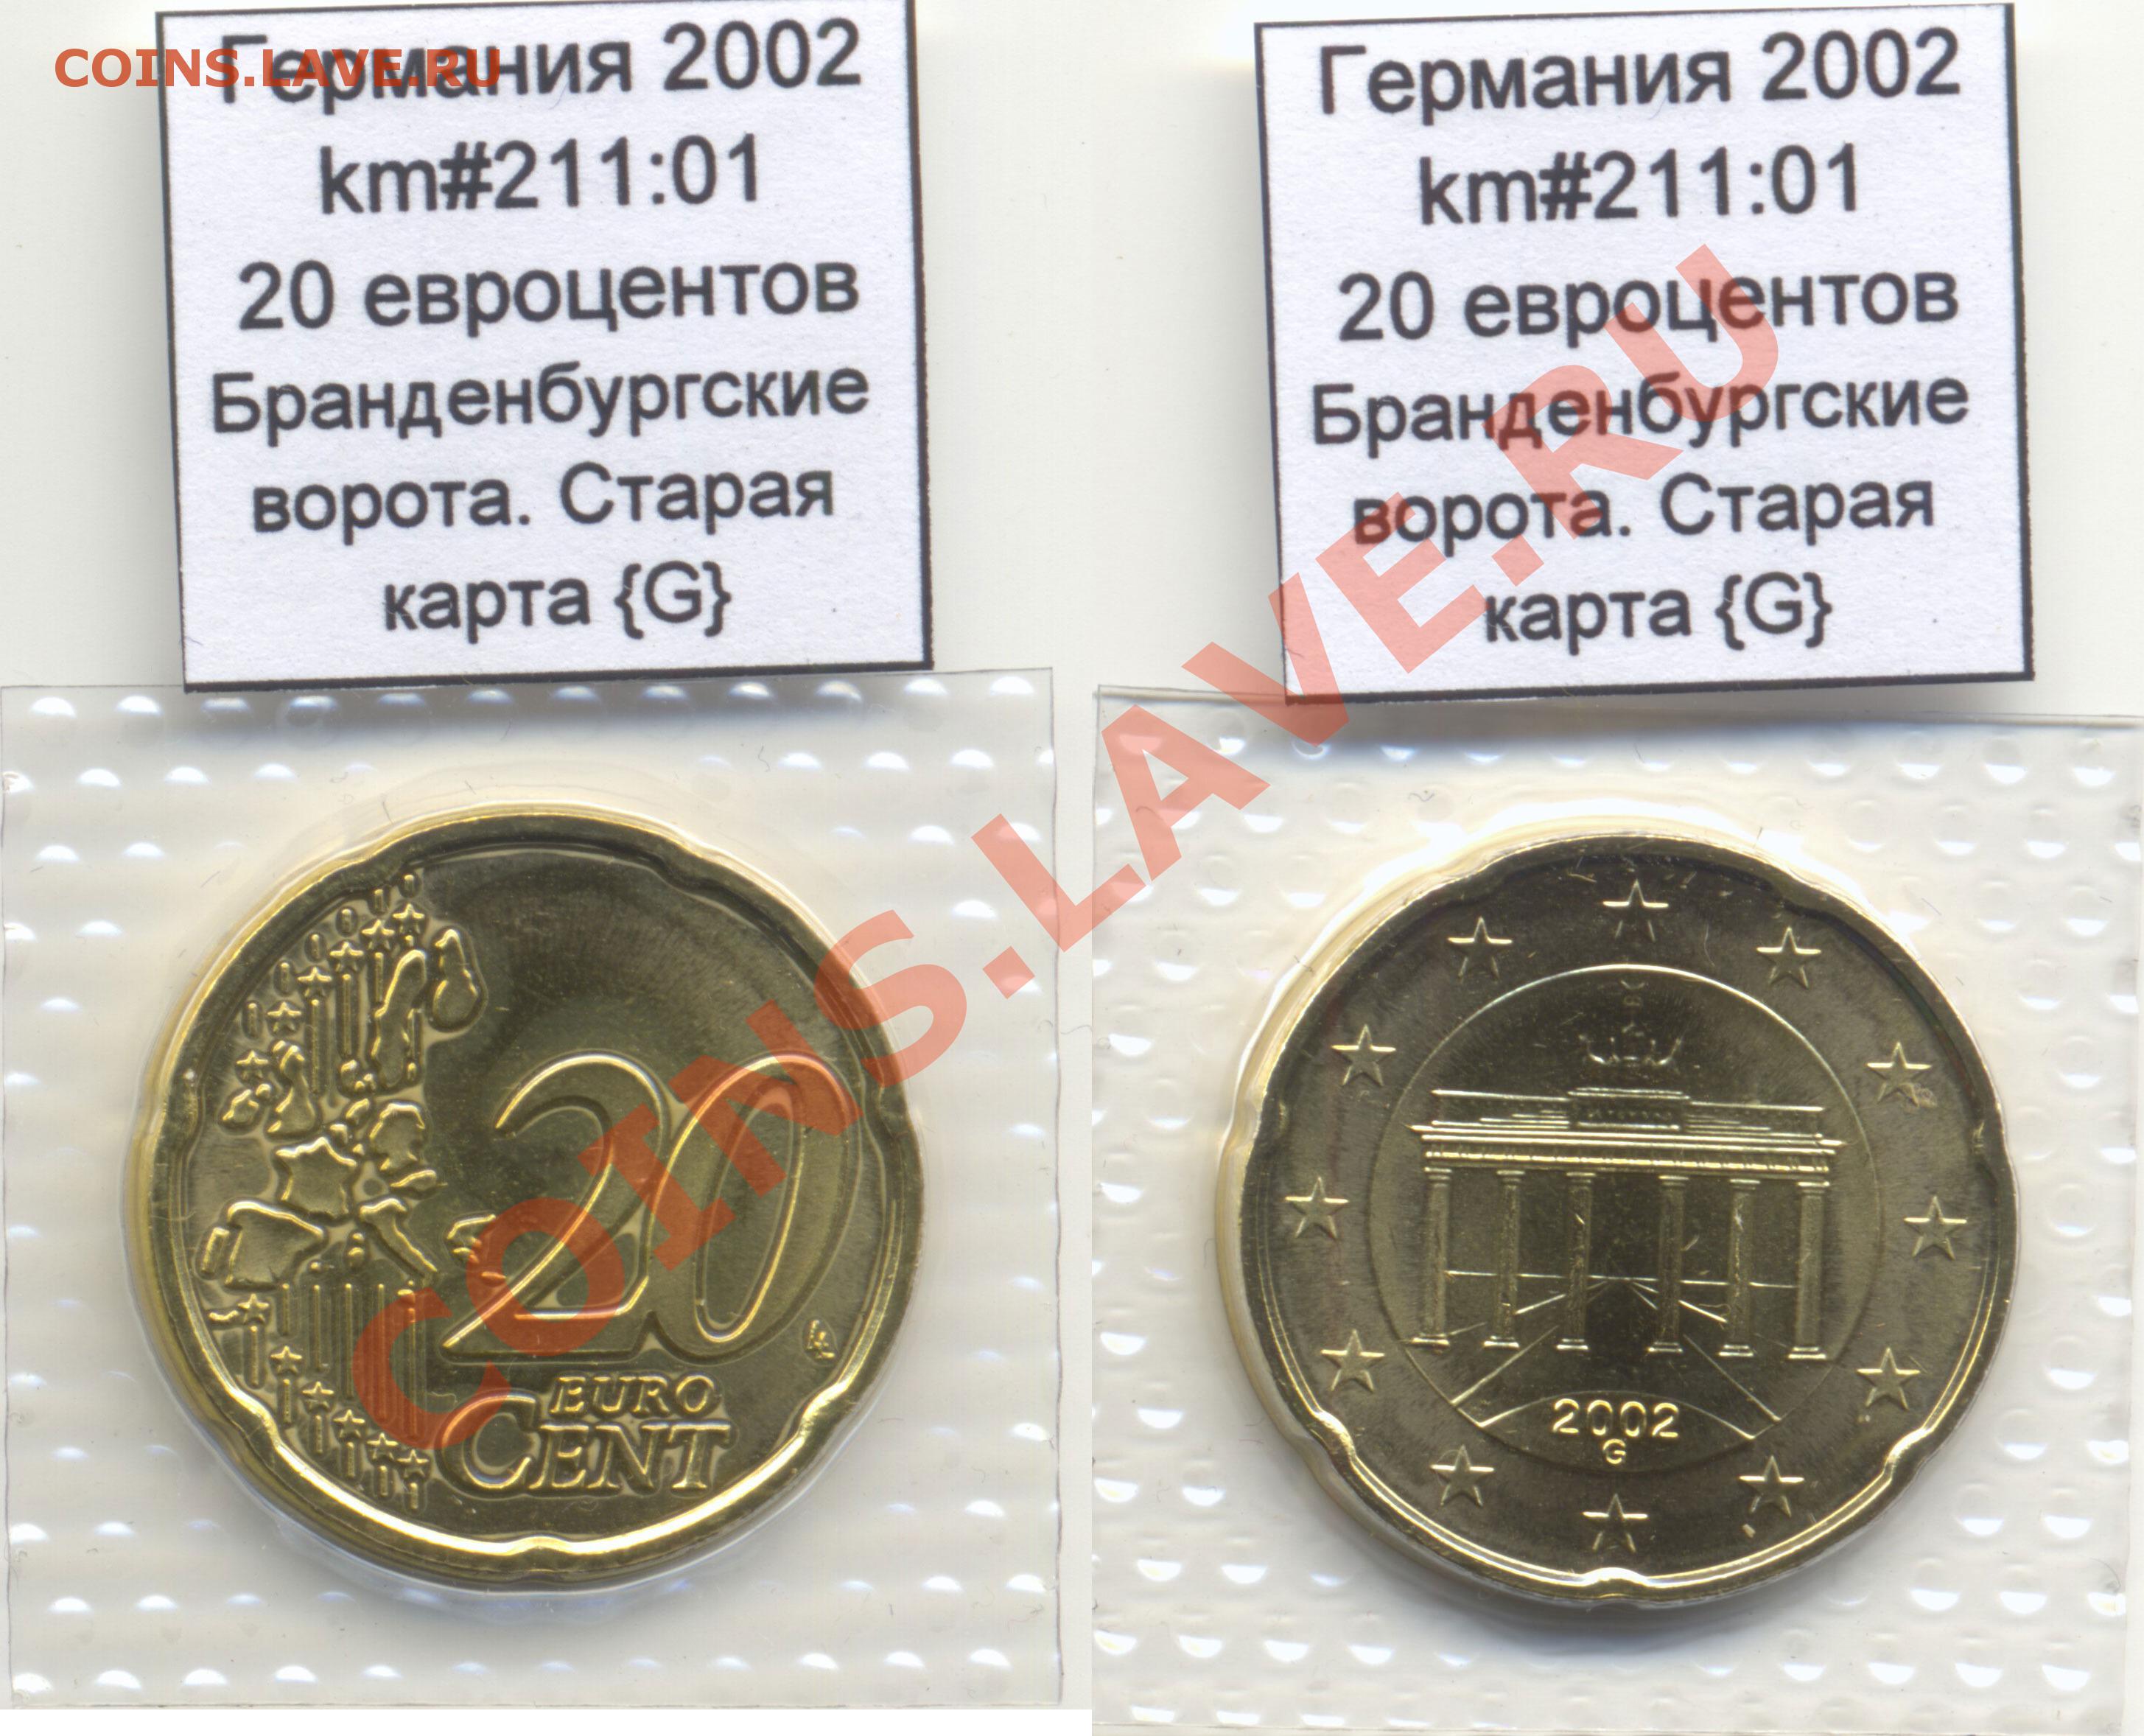 COINS.LAVE.RU
Германия 2002
km#211:01
20 евроцентов
Бранденбургские
ворота. Старая
карта {G}
Германия 2002
km#211:01
20 евроцентов
Бранденбургские
ворота. Старая
карта {G}
COINS.LAVE.RU
20
EURO
CENT
2002
G